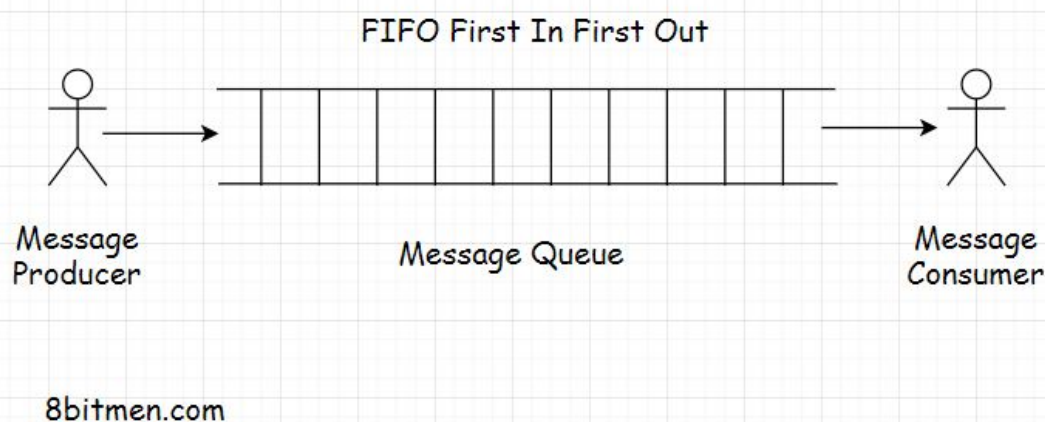 FIFO First In First Out
Message
Producer
Message Queue
Message
Consumer
8bitmen.com